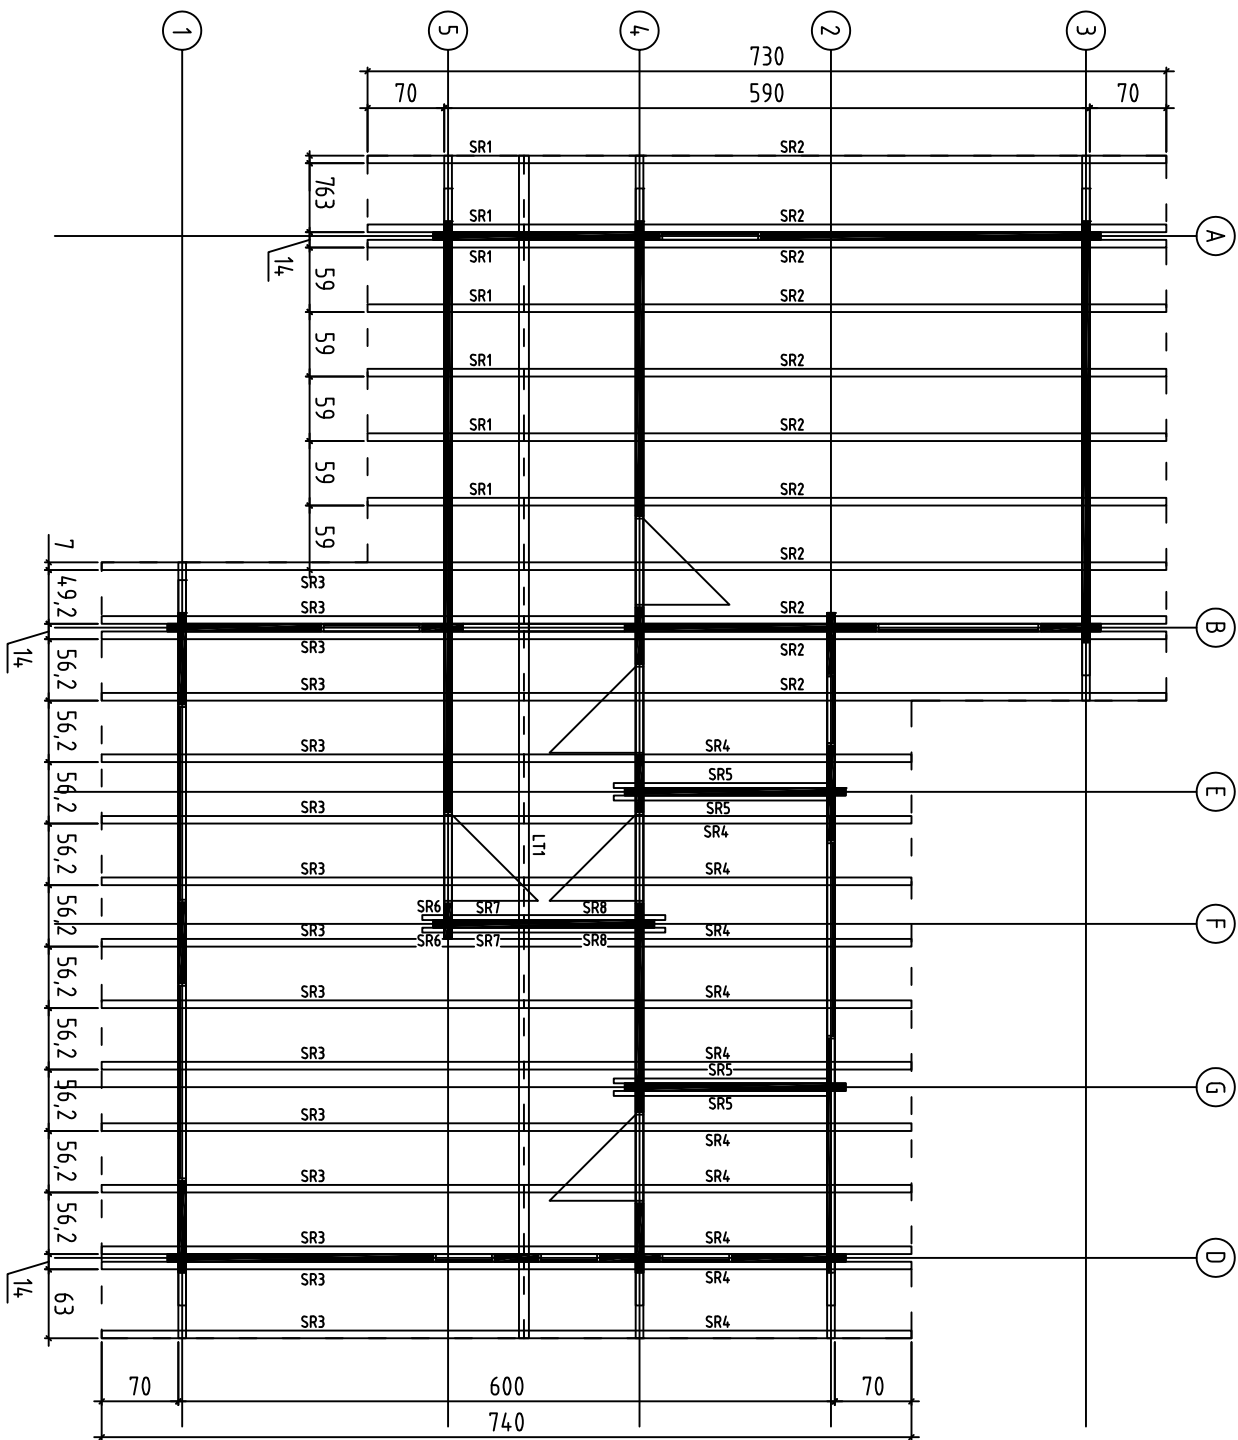 1 5 4 2 3
730
70 590 70
SR1 SR2
763
SR1 SR2
A
14
SR1 SR2
59
SR1 SR2
59
SR1 SR2
59
SR1 SR2
59
SR1 SR2
59
SR2
7
SR3
49,2
SR3 SR2
B
14
SR3 SR2
56,2
SR3 SR2
56,2
SR3 SR4
SR5
56,2
E
SR3 SR5
SR4
56,2
LT1
SR3 SR4
56,2
SR6 SR7 SR8
F
SR3 SR4
SR6 SR7 SR8
56,2
SR3 SR4
56,2
SR3 SR4
SR5
56,2
G
SR5
SR3
SR4
56,2
SR3 SR4
56,2
SR3 SR4
D
14
SR3 SR4
63
SR3 SR4
70 600 70
740